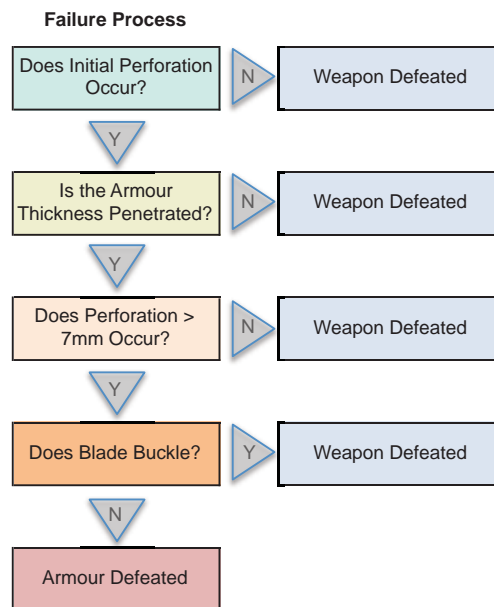 Failure Process
Does Initial Perforation
Occur?
N
Weapon Defeated
Y
Is the Armour
Thickness Penetrated?
N
Weapon Defeated
Y
Does Perforation >
7mm Occur?
N
Weapon Defeated
Y
Does Blade Buckle?
Y
Weapon Defeated
N
Armour Defeated